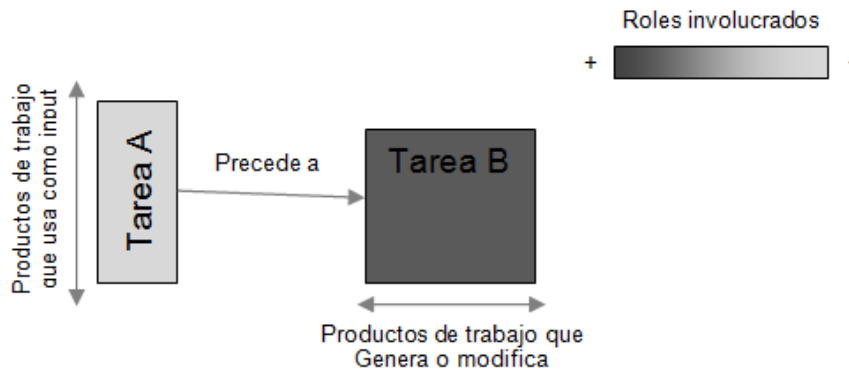 Roles involucrados
+
-
Productos de trabajo
que usa como input
Tarea A
Precede a
Tarea B
Productos de trabajo que
Genera o modifica